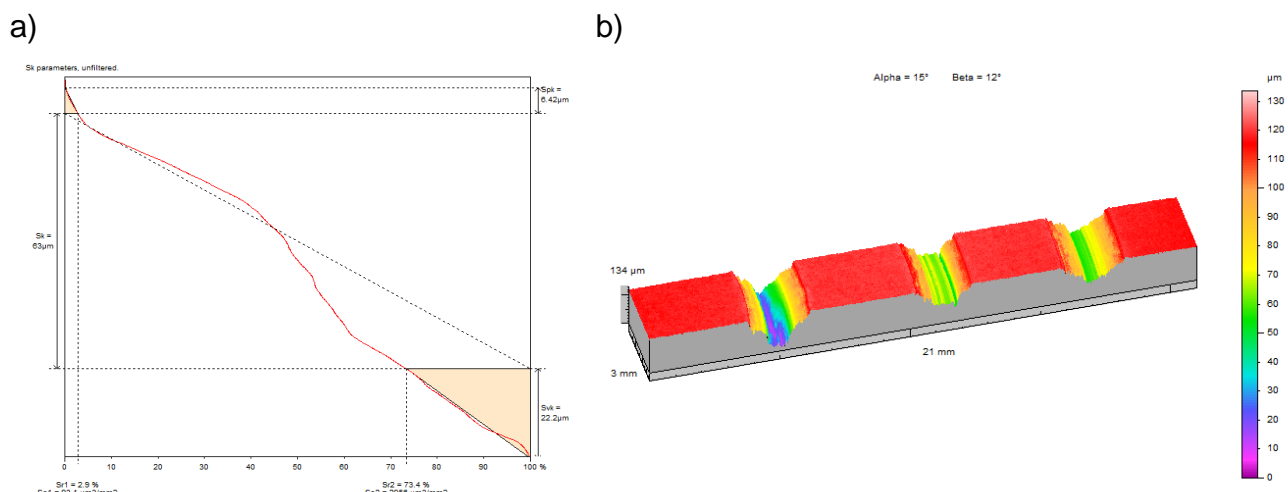 a)
b)
Sk parameters, unfiltered.
Spk =
6.42µm
Sk =
63µm
Svk =
22.2µm
0 10 20 30 40 50 60 70 80 90 100 %
Sr1 = 2.9 %
Sr2 = 73.4 %
Alpha = 15° Beta = 12°
134 µm
3 mm
21 mm
µm
130
120
110
100
90
80
70
60
50
40
30
20
10
0